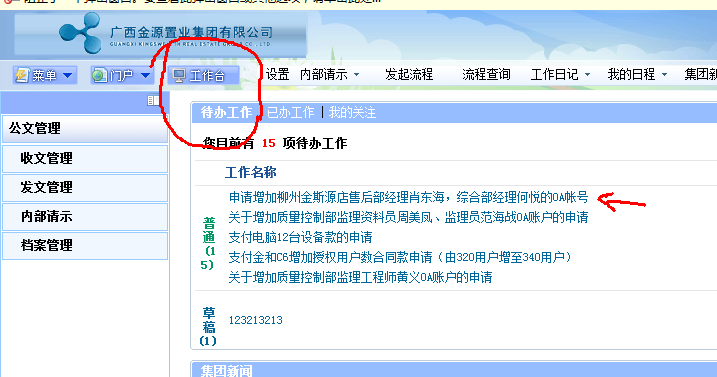 广西金源置业集团有限公司
GUANGXI KINGSWEALTH REAL ESTATE GROUP CO.,LTD
菜单 门户 工作台 设置 内部请示 发起流程 流程查询 工作日记 我的日程 集团新
待办工作 已办工作 我的关注
公文管理
收文管理
发文管理
内部请示
档案管理
您目前有 15 项待办工作
工作名称
普通(15)
申请增加柳州金斯源店售后部经理肖东海，综合部经理何悦的OA帐号
关于增加质量控制部监理资料员周美凤、监理员范海战OA账户的申请
支付电脑12台设备款的申请
支付金和C6增加授权用户数合同款申请（由320用户增至340用户）
关于增加质量控制部监理工程师黄义OA账户的申请
草稿(1)
123213213
集团新闻